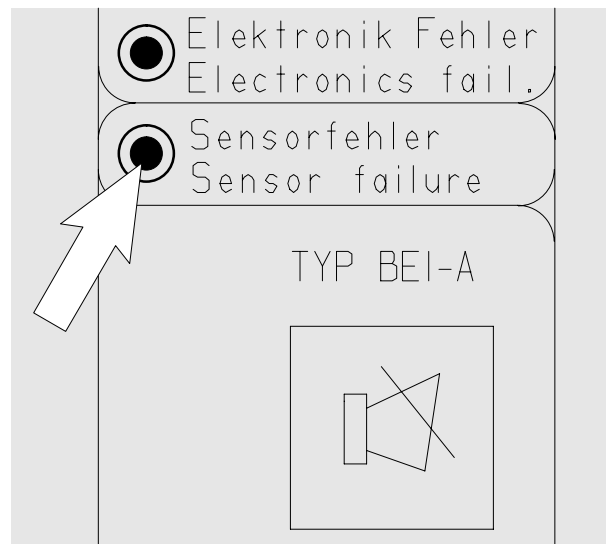 Elektronik Fehler
Electronics fail.
Sensorfehler
Sensor failure
TYP BEI-A